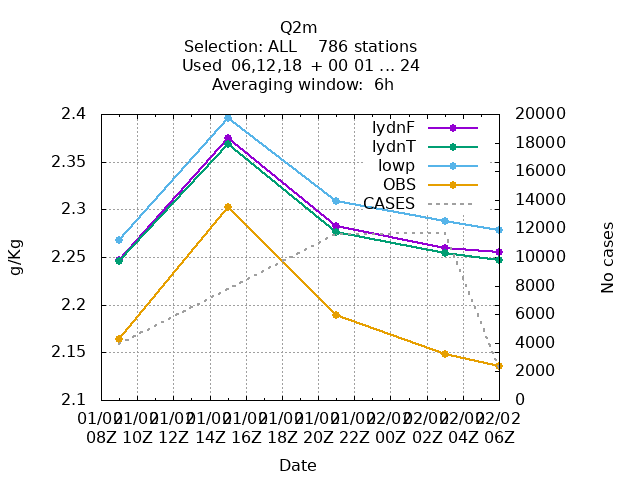 Q2m
Selection: ALL 786 stations
Used 06,12,18 + 00 01 ... 24
Averaging window: 6h
2.4
2.35
2.3
2.25
2.2
2.15
2.1
g/Kg
lydnF
lydnT
lowp
OBS
CASES
20000
18000
16000
14000
12000
10000
8000
6000
4000
2000
0
No cases
01/02 01/02 01/02 01/02 01/02 01/02 01/02 01/02 02/02 02/02 02/02 02/02
08Z 10Z 12Z 14Z 16Z 18Z 20Z 22Z 00Z 02Z 04Z 06Z
Date